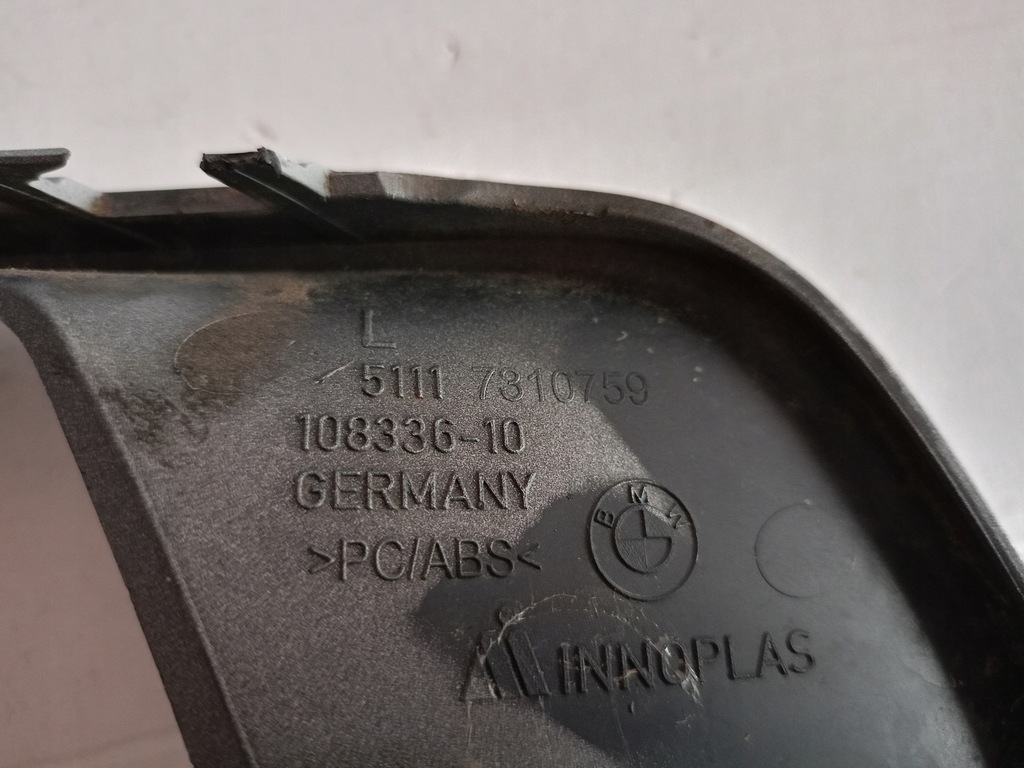 L
5111 7310759
108336-10
GERMANY
>PC/ABS<
BMW
INNOPLAS